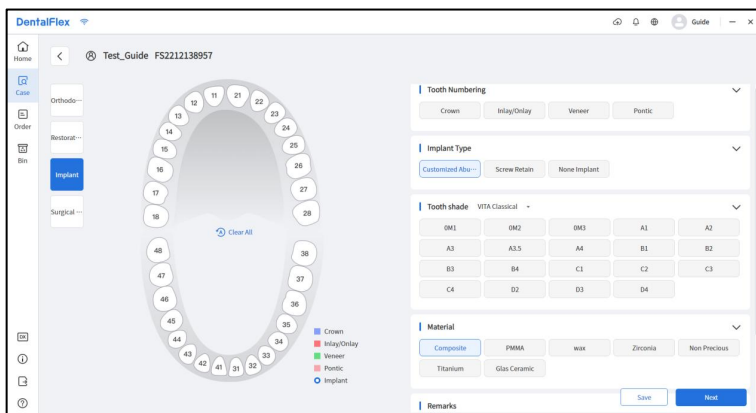 DentalFlex
Guide
Home
Case
Order
Bin
Test_Guide FS2212138957
Orthodo···
Restorat···
Implant
Surgical ···
11 21
12 22
13 23
14 24
15 25
16 26
17 27
18 28
Clear All
48 38
47 37
46 36
45 35
44 34
43 33
42 41 31 32
Crown
Inlay/Onlay
Veneer
Pontic
Implant
Tooth Numbering
Crown Inlay/Onlay Veneer Pontic
Implant Type
Customized Abu··· Screw Retain None Implant
Tooth shade VITA Classical
0M1 0M2 0M3 A1 A2
A3 A3.5 A4 B1 B2
B3 B4 C1 C2 C3
C4 D2 D3 D4
Material
Composite PMMA wax Zirconia Non Precious
Titanium Glas Ceramic
Remarks
Save Next